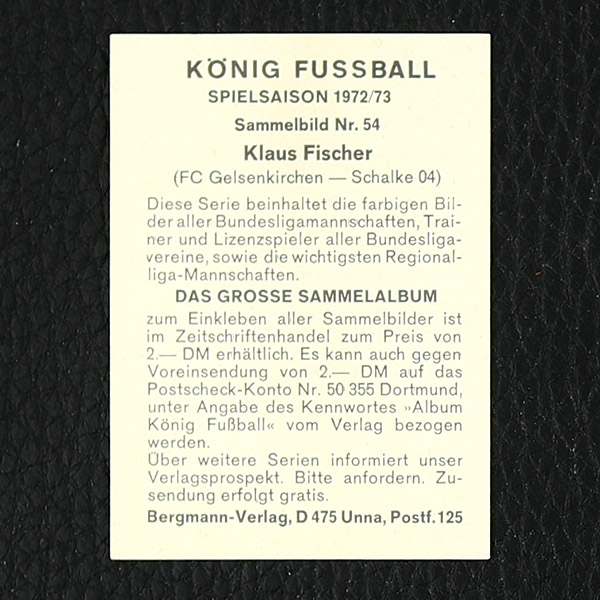 KÖNIG FUSSBALL
SPIELSAISON 1972/73
Sammelbild Nr. 54
Klaus Fischer
(FC Gelsenkirchen — Schalke 04)
Diese Serie beinhaltet die farbigen Bil-
der aller Bundesligamannschaften, Trai-
ner und Lizenzspieler aller Bundesliga-
vereine, sowie die wichtigsten Regional-
liga-Mannschaften.
DAS GROSSE SAMMELALBUM
zum Einkleben aller Sammelbilder ist
im Zeitschriftenhandel zum Preis von
2.— DM erhältlich. Es kann auch gegen
Voreinsendung von 2.— DM auf das
Postscheck-Konto Nr. 50 355 Dortmund,
unter Angabe des Kennwortes »Album
König Fußball« vom Verlag bezogen
werden.
Über weitere Serien informiert unser
Verlagsprospekt. Bitte anfordern. Zu-
sendung erfolgt gratis.
Bergmann-Verlag, D 475 Unna, Postf. 125